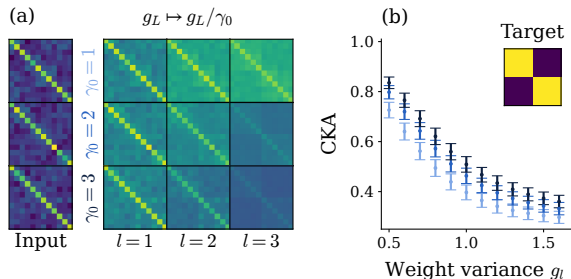 (a)
g_L ↦ g_L/γ_0
γ_0 = 1
γ_0 = 2
γ_0 = 3
Input
l = 1
l = 2
l = 3
(b)
Target
CKA
1.0
0.8
0.6
0.4
0.5
1.0
1.5
Weight variance g_l